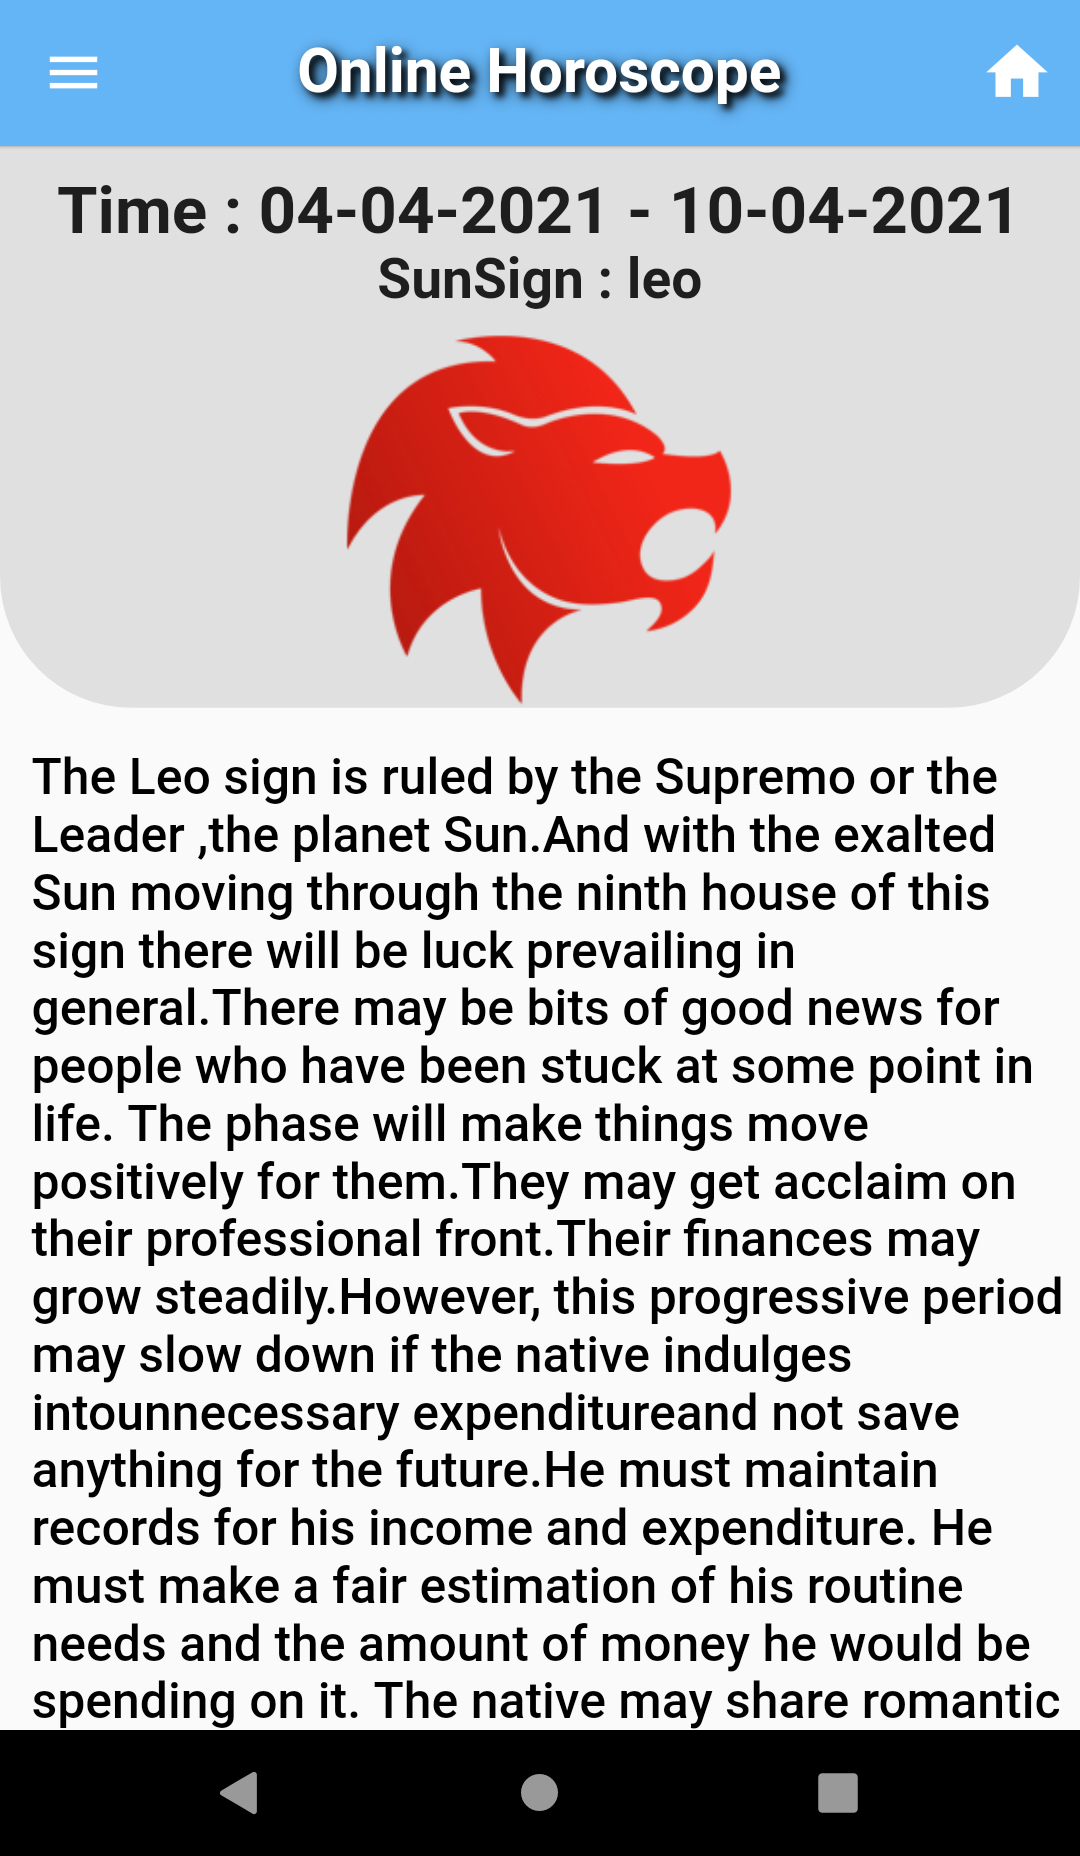 Online Horoscope
Time : 04-04-2021 - 10-04-2021
SunSign : leo
The Leo sign is ruled by the Supremo or the
Leader ,the planet Sun.And with the exalted
Sun moving through the ninth house of this
sign there will be luck prevailing in
general.There may be bits of good news for
people who have been stuck at some point in
life. The phase will make things move
positively for them.They may get acclaim on
their professional front.Their finances may
grow steadily.However, this progressive period
may slow down if the native indulges
intounnecessary expenditureand not save
anything for the future.He must maintain
records for his income and expenditure. He
must make a fair estimation of his routine
needs and the amount of money he would be
spending on it. The native may share romantic